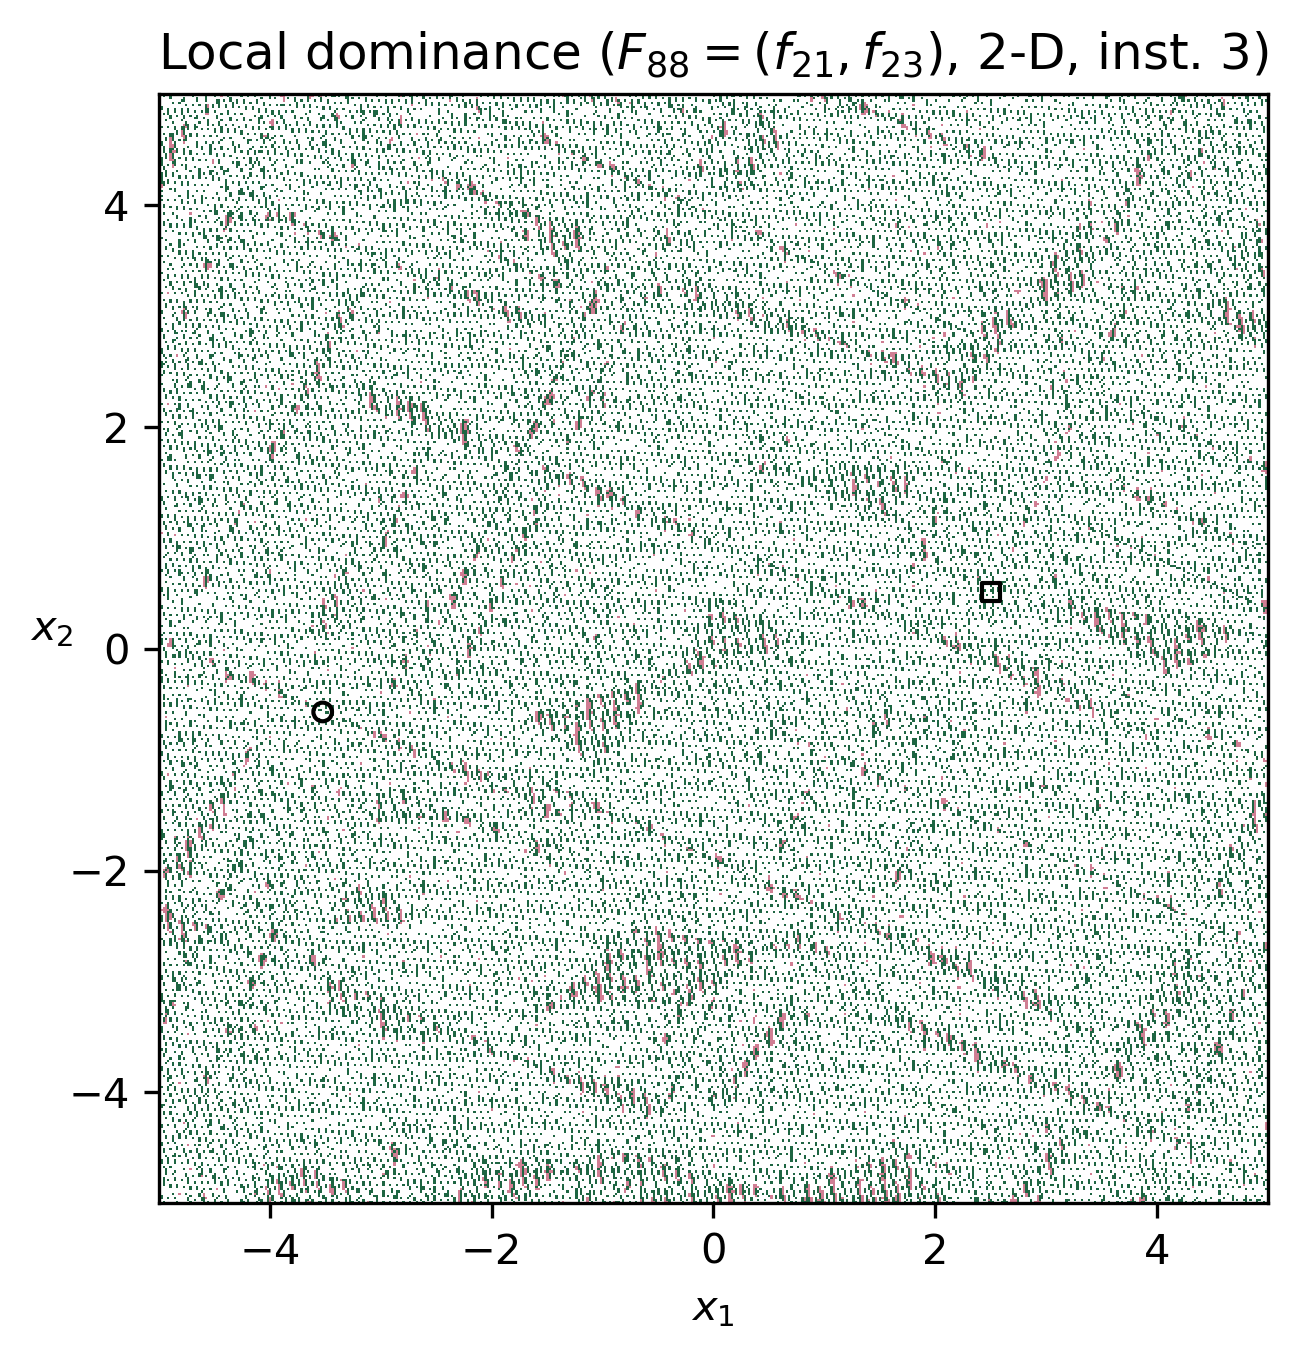 Local dominance (F₈₈ = (f₂₁, f₂₃), 2-D, inst. 3)
4
2
x₂ 0
−2
−4
−4 −2 0 2 4
x₁